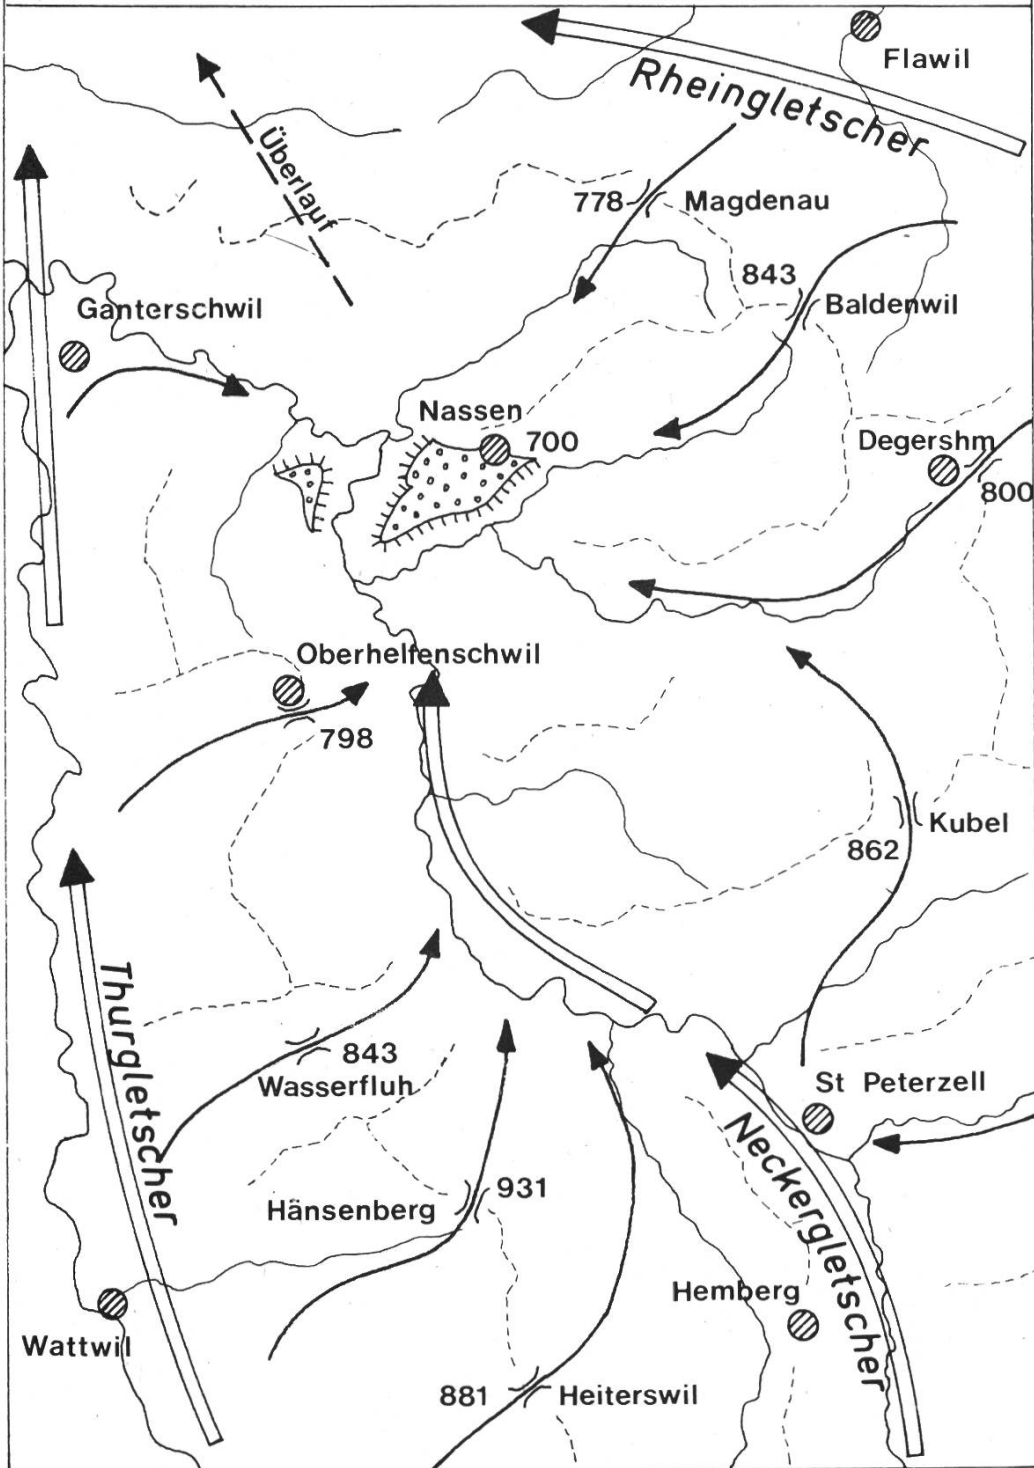 Flawil
Rheingletscher
Überlauf
778
Magdenau
843
Baldenwil
Ganterschwil
Nassen
700
Degershm
800
Oberhelfenschwil
798
Kubel
862
Thurgletscher
843
Wasserfluh
St Peterzell
Neckergletscher
931
Hänsenberg
Hemberg
Wattwil
881
Heiterswil